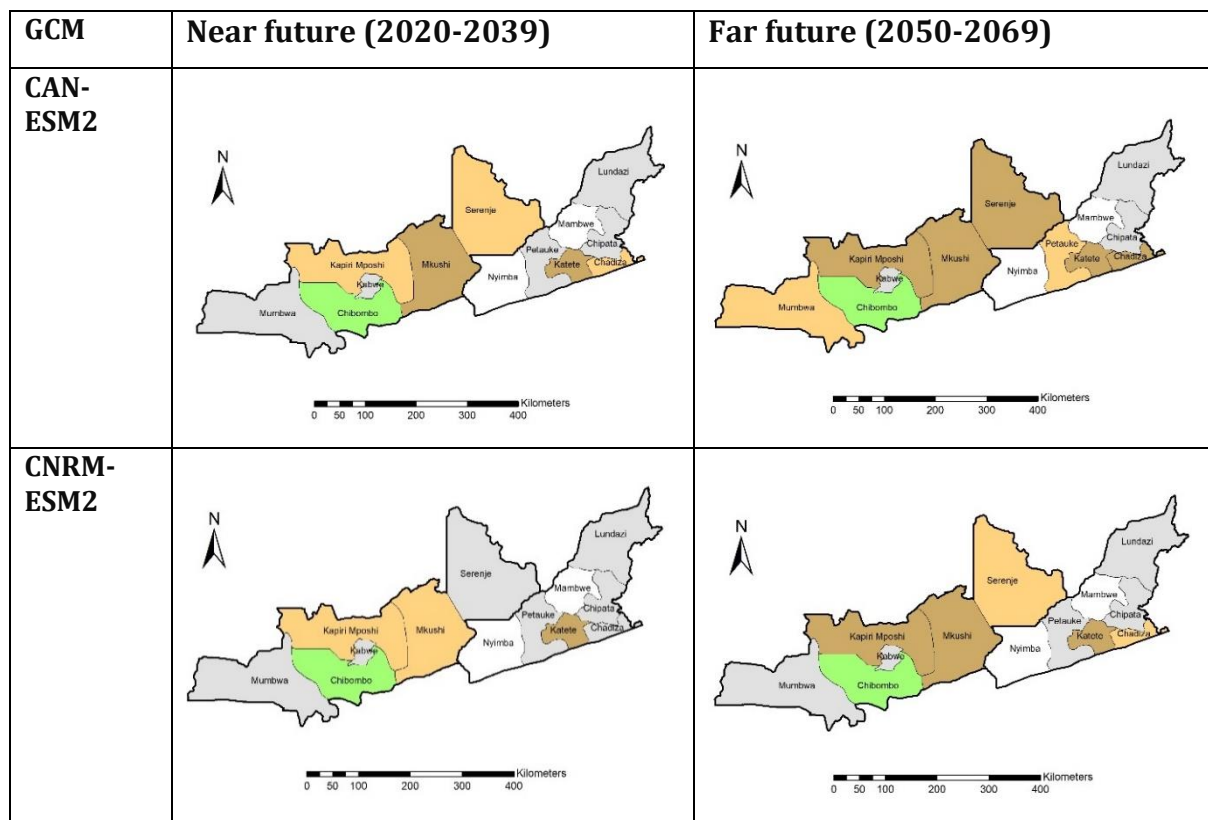 GCM Near future (2020-2039) Far future (2050-2069)
CAN-
ESM2
N
Lundazi
Serenje
Mambwe
Petauke
Chipata
Kapiri Mposhi
Mkushi
Katete
Chadiza
Nyimba
Kabwe
Mumbwa
Chibombo
Kilometers
0 50 100 200 300 400
N
Lundazi
Serenje
Mambwe
Petauke
Chipata
Kapiri Mposhi
Mkushi
Katete
Chadiza
Nyimba
Kabwe
Mumbwa
Chibombo
Kilometers
0 50 100 200 300 400
CNRM-
ESM2
N
Lundazi
Serenje
Mambwe
Petauke
Chipata
Kapiri Mposhi
Mkushi
Katete
Chadiza
Nyimba
Kabwe
Mumbwa
Chibombo
Kilometers
0 50 100 200 300 400
N
Lundazi
Serenje
Mambwe
Petauke
Chipata
Kapiri Mposhi
Mkushi
Katete
Chadiza
Nyimba
Kabwe
Mumbwa
Chibombo
Kilometers
0 50 100 200 300 400